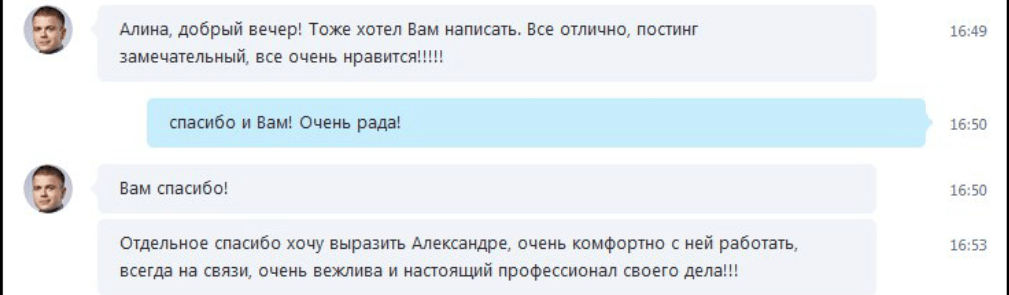 Алина, добрый вечер! Тоже хотел Вам написать. Все отлично, постинг
замечательный, все очень нравится!!!!!
16:49
спасибо и Вам! Очень рада!
16:50
Вам спасибо!
16:50
Отдельное спасибо хочу выразить Александре, очень комфортно с ней работать,
всегда на связи, очень вежлива и настоящий профессионал своего дела!!!
16:53